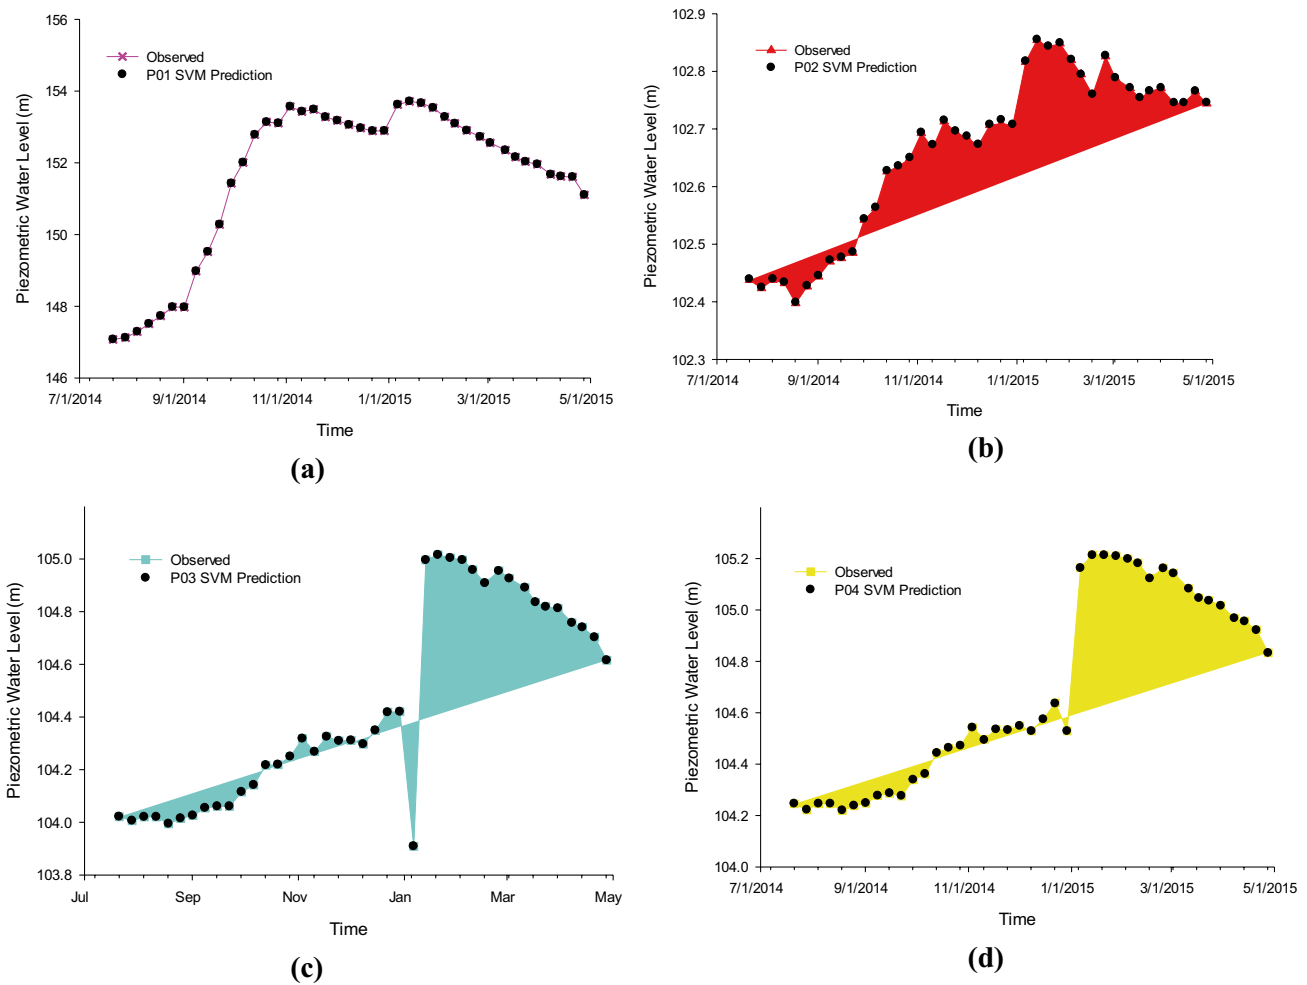 156
154
152
150
148
146
Piezometric Water Level (m)
Observed
P01 SVM Prediction
7/1/2014
9/1/2014
11/1/2014
1/1/2015
3/1/2015
5/1/2015
Time
(a)
102.9
102.8
102.7
102.6
102.5
102.4
102.3
Piezometric Water Level (m)
Observed
P02 SVM Prediction
7/1/2014
9/1/2014
11/1/2014
1/1/2015
3/1/2015
5/1/2015
Time
(b)
105.0
104.8
104.6
104.4
104.2
104.0
103.8
Piezometric Water Level (m)
Observed
P03 SVM Prediction
Jul
Sep
Nov
Jan
Mar
May
Time
(c)
105.2
105.0
104.8
104.6
104.4
104.2
104.0
Piezometric Water Level (m)
Observed
P04 SVM Prediction
7/1/2014
9/1/2014
11/1/2014
1/1/2015
3/1/2015
5/1/2015
Time
(d)